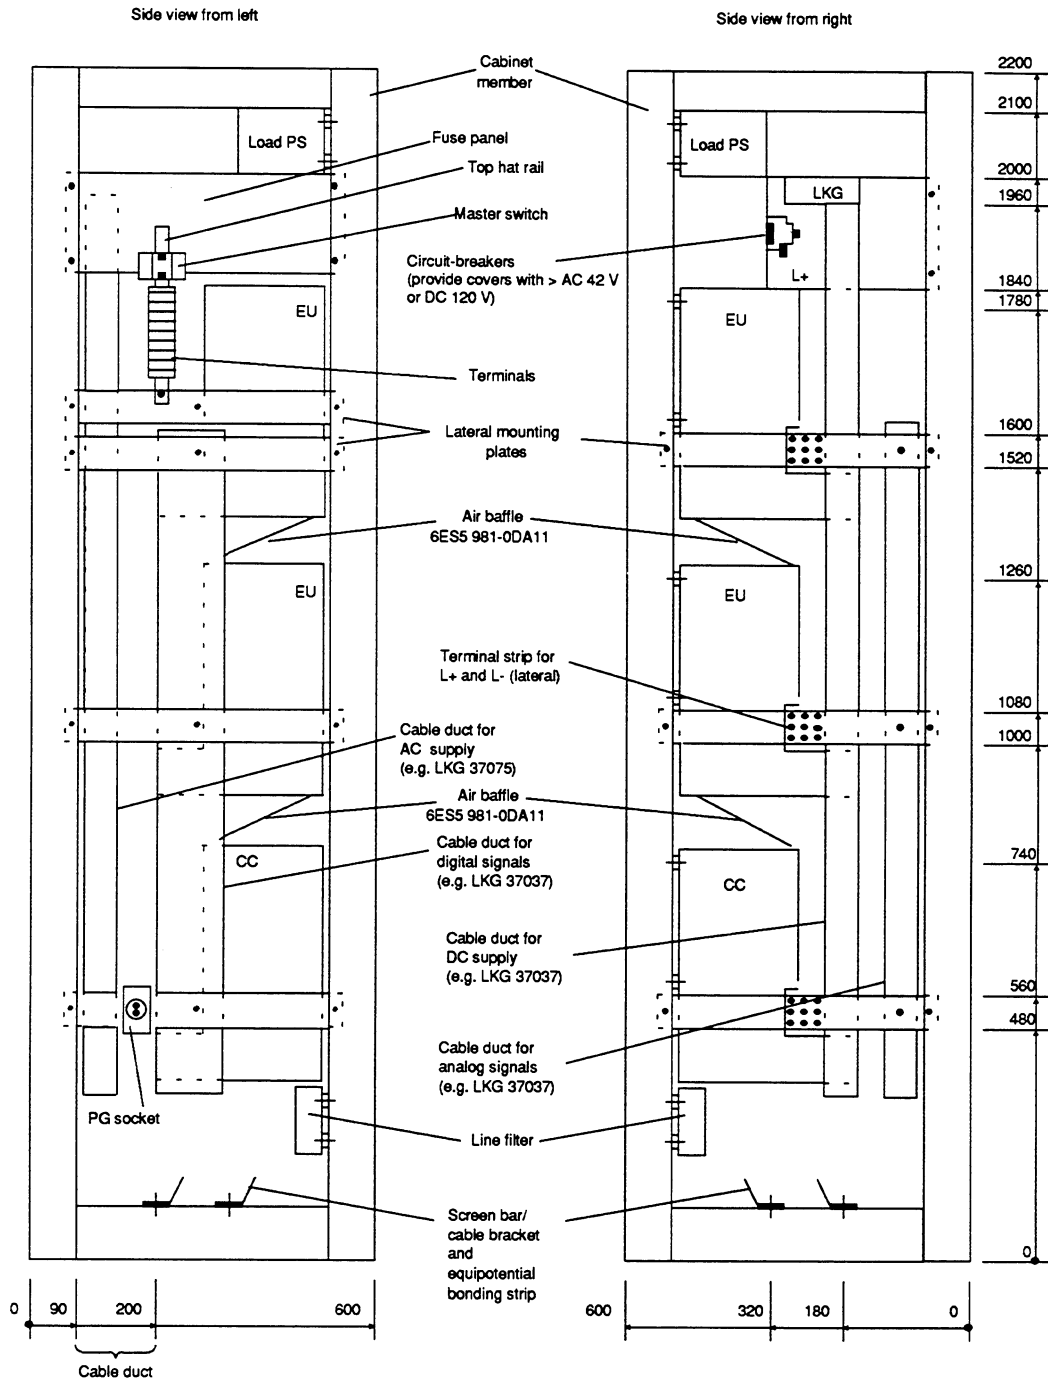 Side view from left
Side view from right
Cabinet
member
Load PS
Fuse panel
Top hat rail
Master switch
Circuit-breakers
(provide covers with > AC 42 V
or DC 120 V)
EU
Terminals
Lateral mounting
plates
Air baffle
6ES5 981-0DA11
EU
Terminal strip for
L+ and L- (lateral)
Cable duct for
AC supply
(e.g. LKG 37075)
Air baffle
6ES5 981-0DA11
Cable duct for
digital signals
(e.g. LKG 37037)
CC
Cable duct for
DC supply
(e.g. LKG 37037)
Cable duct for
analog signals
(e.g. LKG 37037)
PG socket
Line filter
Screen bar/
cable bracket
and
equipotential
bonding strip
0 90 200 600
Cable duct
Load PS
LKG
L+
EU
EU
CC
2200
2100
2000
1960
1840
1780
1600
1520
1260
1080
1000
740
560
480
0
600 320 180 0